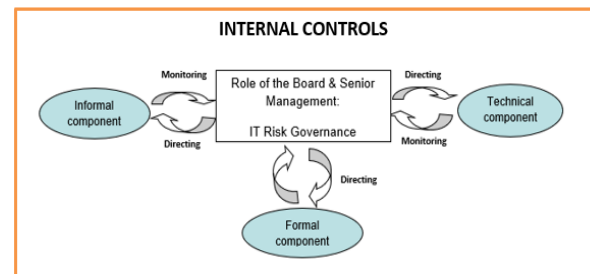 INTERNAL CONTROLS
Monitoring
Informal
component
Directing
Role of the Board & Senior
Management:
IT Risk Governance
Directing
Technical
component
Monitoring
Directing
Formal
component